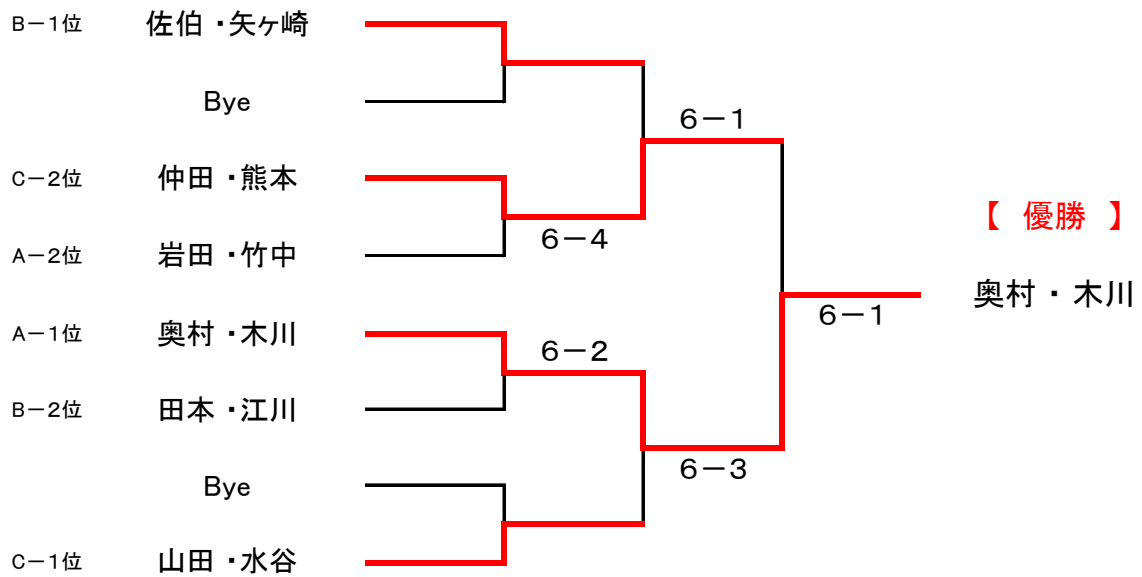 B－1位 佐伯・矢ヶ崎
Bye
6－1
C－2位 仲田・熊本
【 優勝 】
6－4
A－2位 岩田・竹中
奥村・木川
6－1
A－1位 奥村・木川
6－2
B－2位 田本・江川
6－3
Bye
C－1位 山田・水谷